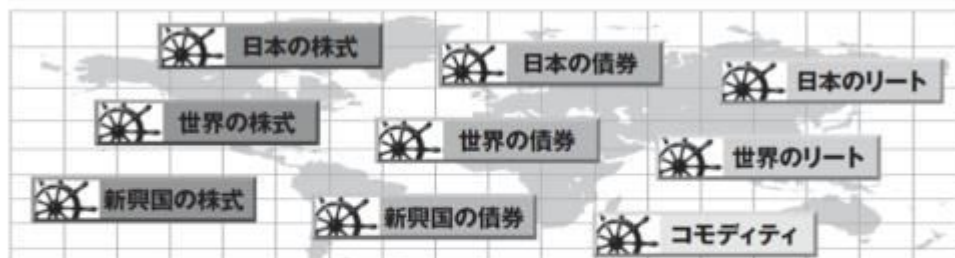 日本の株式
日本の債券
日本のリート
世界の株式
世界の債券
世界のリート
新興国の株式
新興国の債券
コモディティ